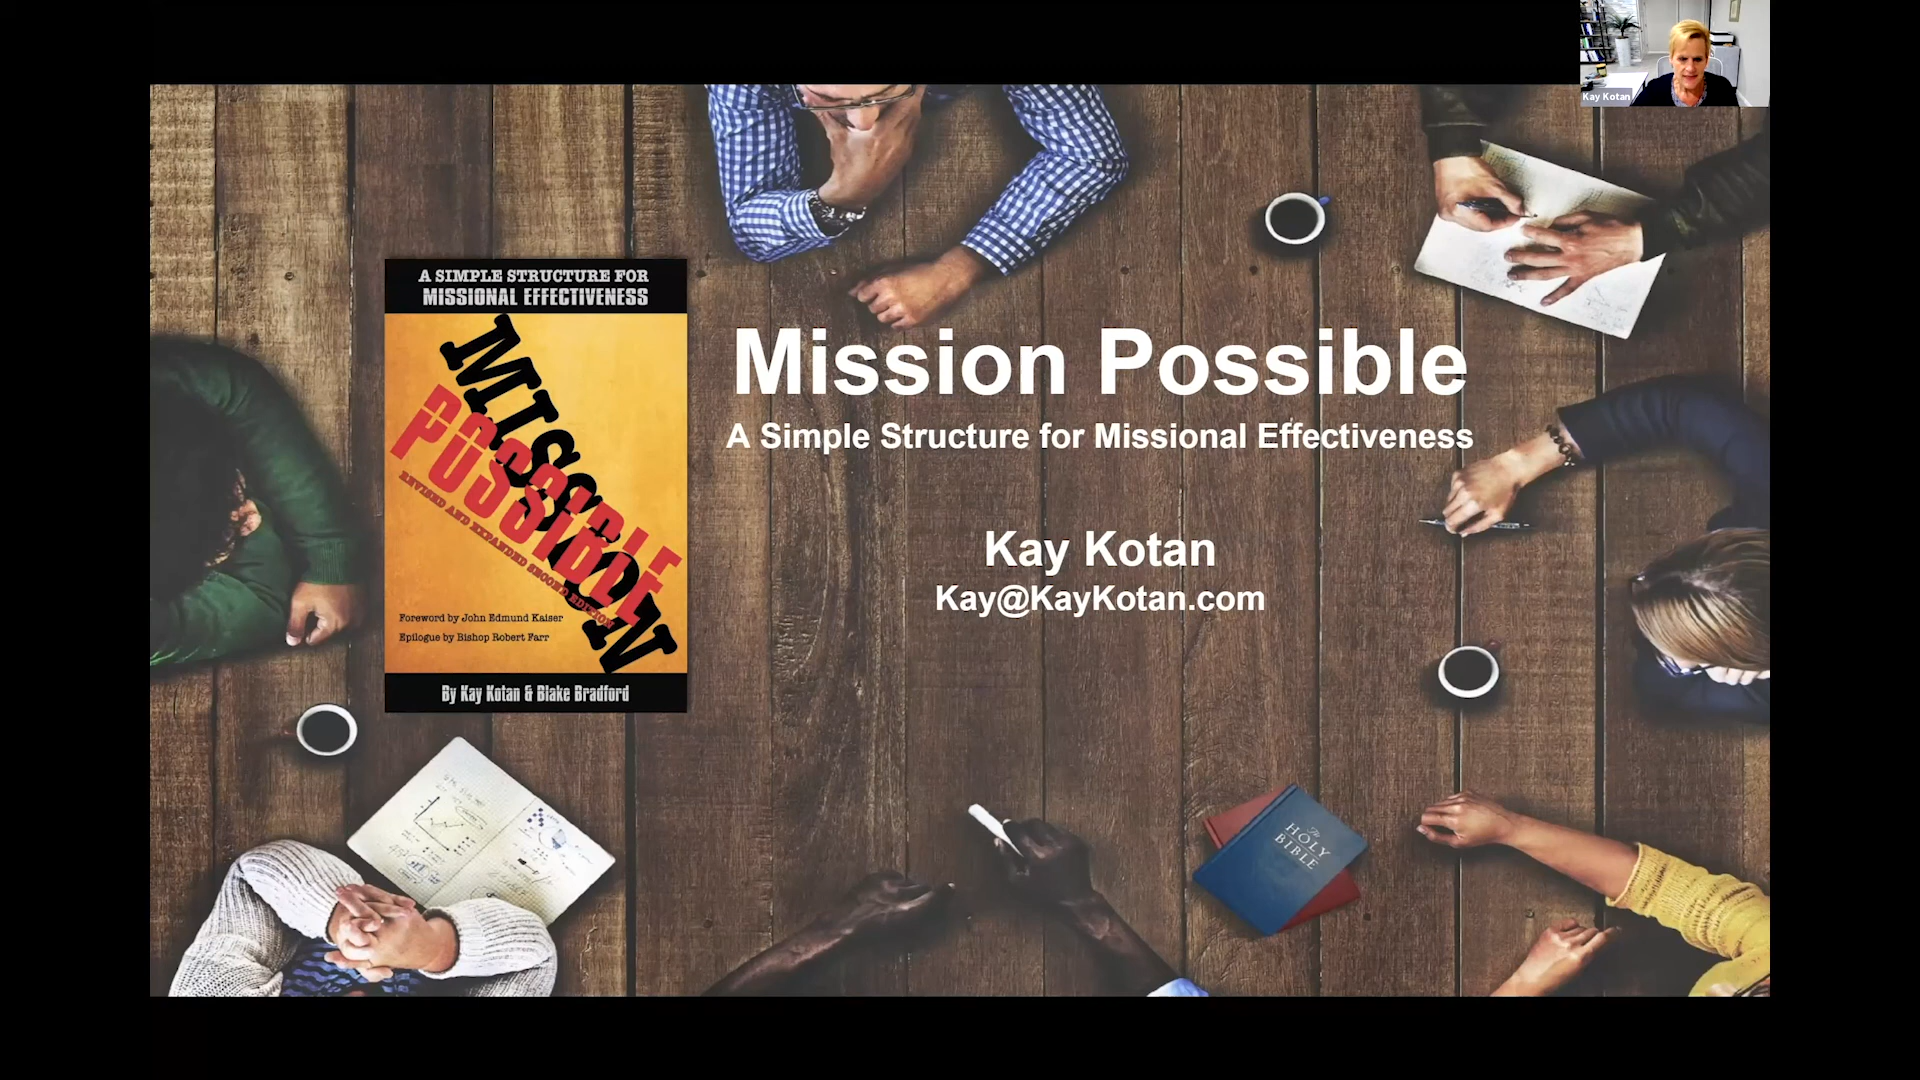 Kay Kotan
A SIMPLE STRUCTURE FOR
MISSIONAL EFFECTIVENESS
MISSION
POSSIBLE
REVISED AND EXPANDED SECOND EDITION
Foreword by John Edmund Kaiser
Epilogue by Bishop Robert Farr
By Kay Kotan & Blake Bradford
Mission Possible
A Simple Structure for Missional Effectiveness
Kay Kotan
Kay@KayKotan.com
The
HOLY
BIBLE